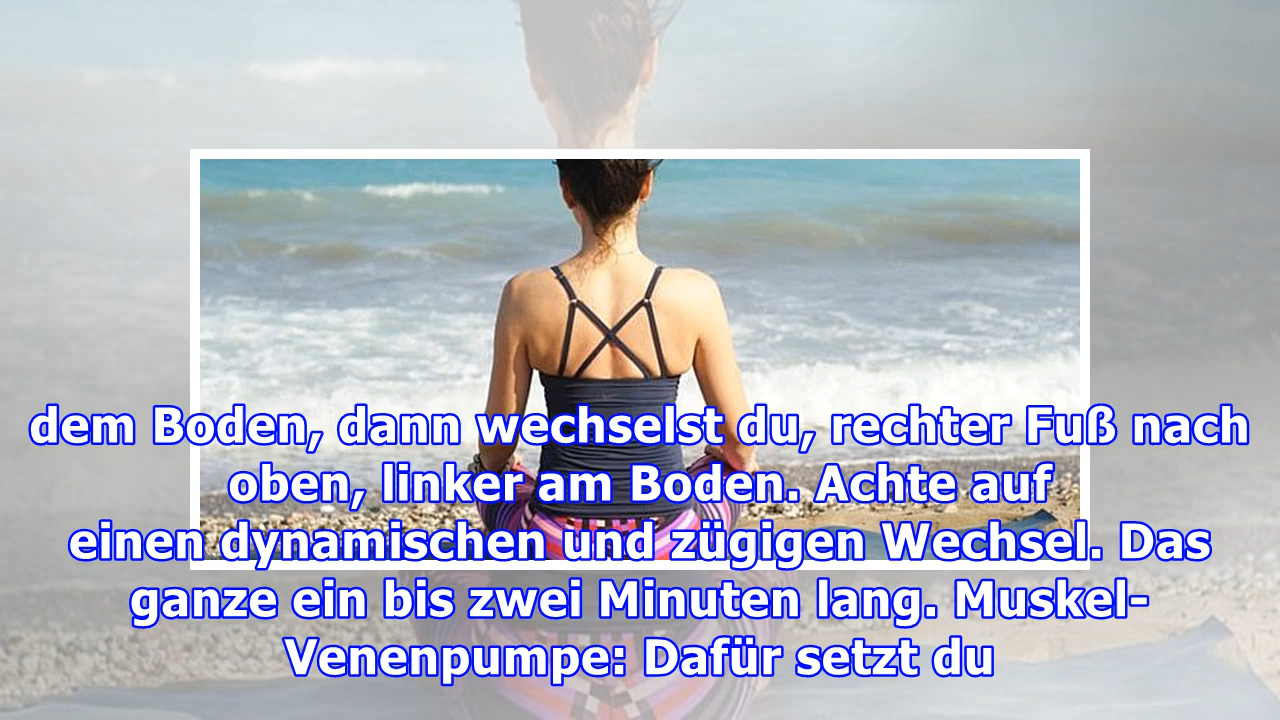 dem Boden, dann wechselst du, rechter Fuß nach
oben, linker am Boden. Achte auf
einen dynamischen und zügigen Wechsel. Das
ganze ein bis zwei Minuten lang. Muskel-
Venenpumpe: Dafür setzt du